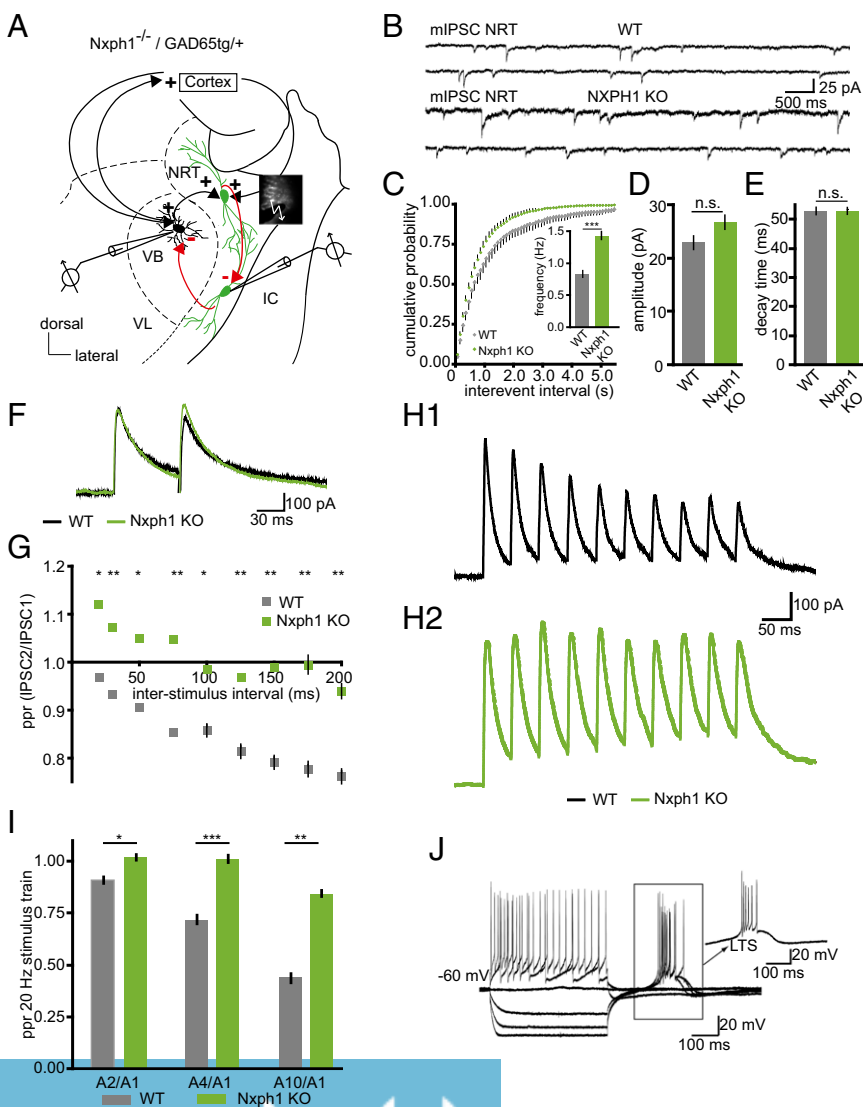 A
Nxph1-/- / GAD65tg/+
+ Cortex
NRT
+ +
+
-
-
VB
IC
VL
dorsal
lateral
B
mIPSC NRT WT
25 pA
500 ms
mIPSC NRT NXPH1 KO
C
cumulative probability
1.00
0.75
0.50
0.25
0.00
0 1.0 2.0 3.0 4.0 5.0
interevent interval (s)
WT
Nxph1 KO
frequency (Hz)
1.5
1.0
0.5
0.0
***
WT
Nxph1 KO
D
n.s.
amplitude (pA)
30
20
10
0
WT
Nxph1 KO
E
n.s.
decay time (ms)
50
40
30
20
10
0
WT
Nxph1 KO
F
100 pA
30 ms
WT Nxph1 KO
G
ppr (IPSC2/IPSC1)
1.2
1.1
1.0
0.9
0.8
* ** * ** * ** ** ** **
WT
Nxph1 KO
50 100 150 200
inter-stimulus interval (ms)
H1
100 pA
50 ms
H2
WT Nxph1 KO
I
ppr 20 Hz stimulus train
1.00
0.75
0.50
0.25
0.00
* *** **
A2/A1 A4/A1 A10/A1
WT Nxph1 KO
J
-60 mV
LTS
20 mV
100 ms
20 mV
100 ms